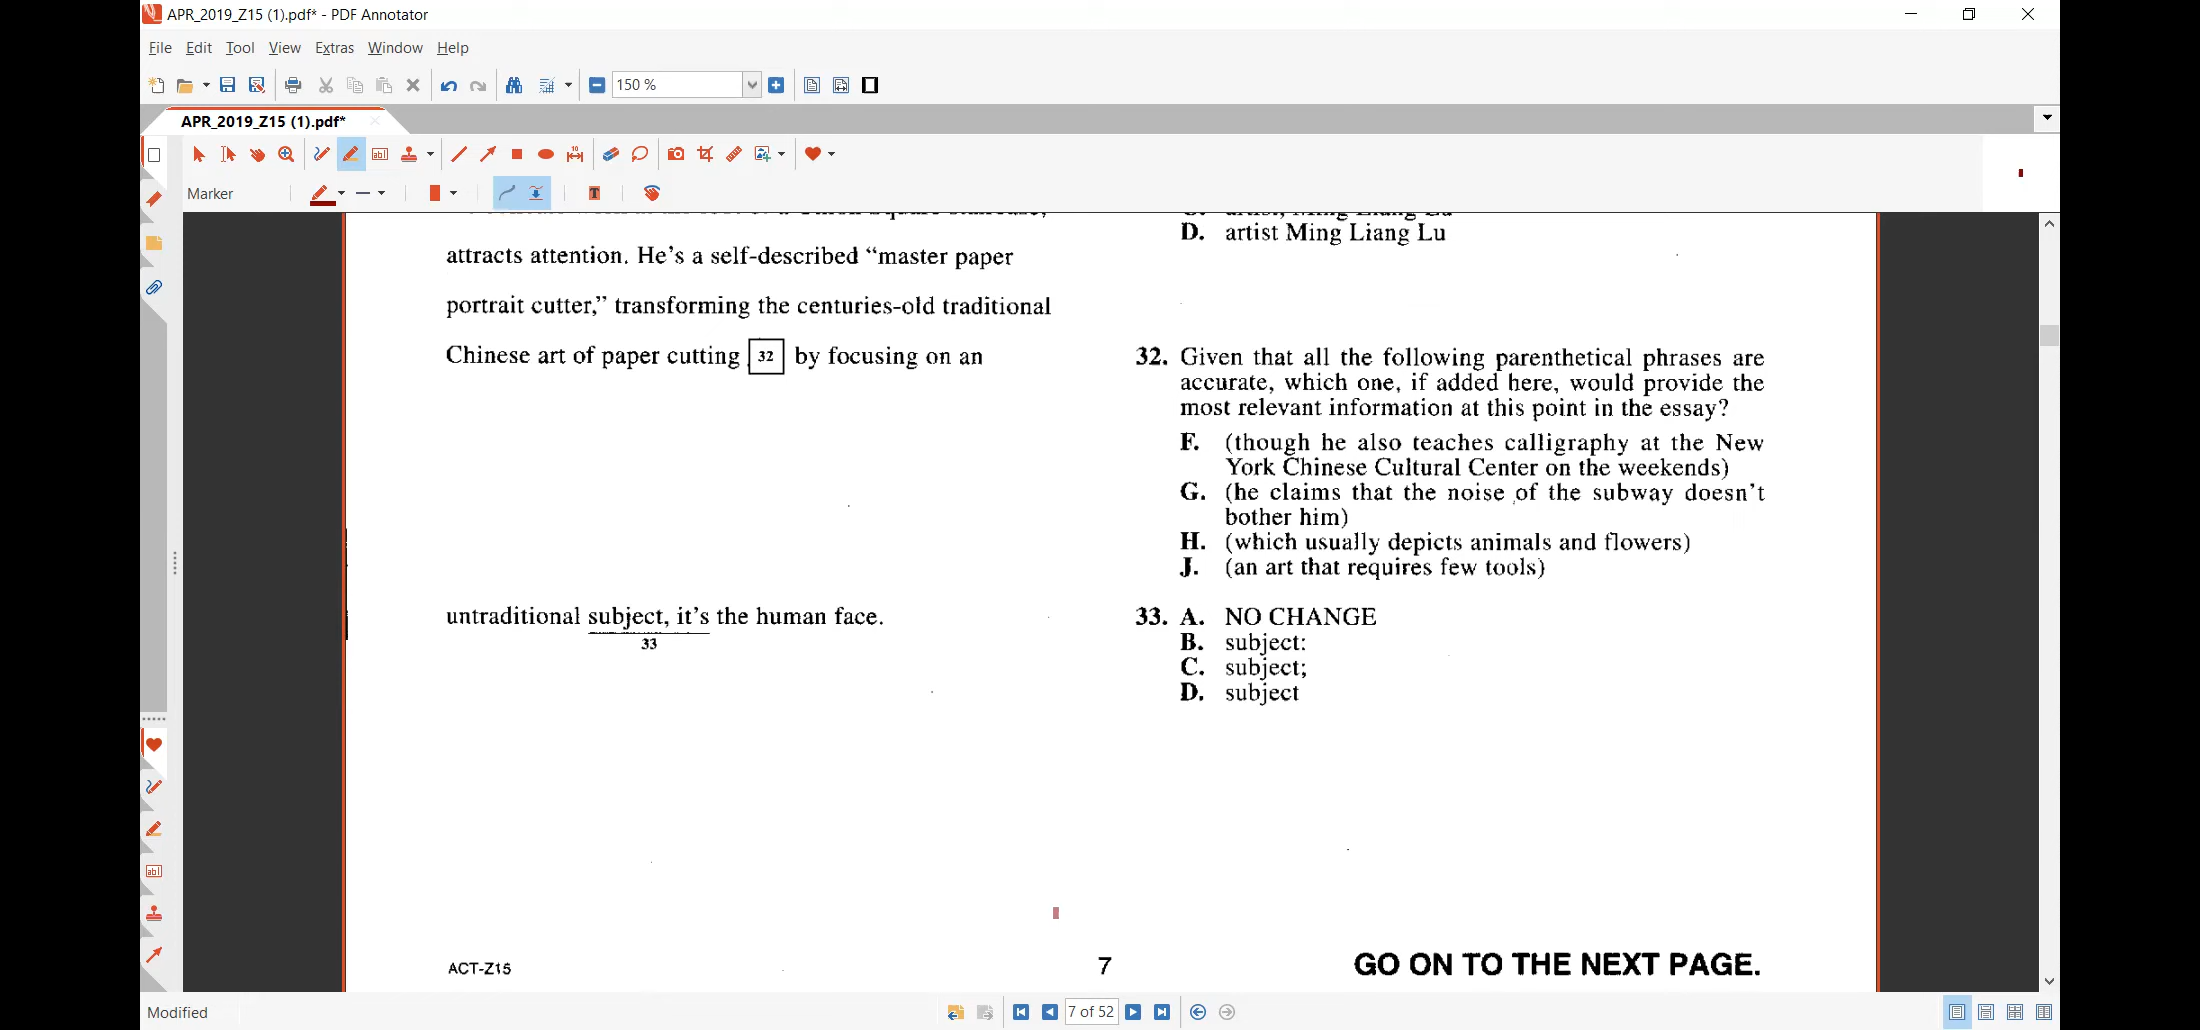 APR_2019_Z15 (1).pdf* - PDF Annotator
File Edit Tool View Extras Window Help
150 %
APR_2019_Z15 (1).pdf*
Marker
attracts attention. He's a self-described “master paper
portrait cutter,” transforming the centuries-old traditional
Chinese art of paper cutting 32 by focusing on an
untraditional subject, it's the human face.
33
D. artist Ming Liang Lu
32. Given that all the following parenthetical phrases are
accurate, which one, if added here, would provide the
most relevant information at this point in the essay?
F. (though he also teaches calligraphy at the New
York Chinese Cultural Center on the weekends)
G. (he claims that the noise of the subway doesn't
bother him)
H. (which usually depicts animals and flowers)
J. (an art that requires few tools)
33. A. NO CHANGE
B. subject:
C. subject;
D. subject
ACT-Z15
7
GO ON TO THE NEXT PAGE.
Modified
7 of 52